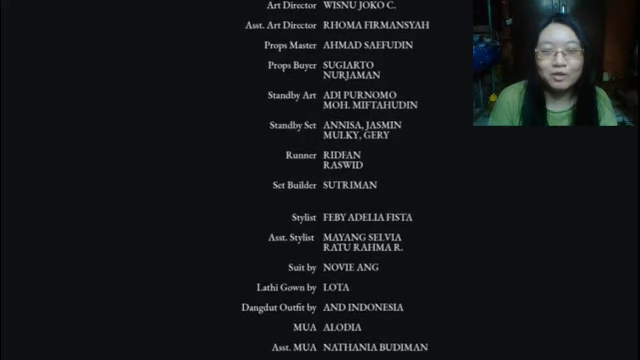 Art Director WISNU JOKO C.
Asst. Art Director RHOMA FIRMANSYAH
Props Master AHMAD SAEFUDIN
Props Buyer SUGIARTO
NURJAMAN
Standby Art ADI PURNOMO
MOH. MIFTAHUDIN
Standby Set ANNISA, JASMIN
MULKY, GERY
Runner RIDFAN
RASWID
Set Builder SUTRIMAN
Stylist FEBY ADELIA FISTA
Asst. Stylist MAYANG SELVIA
RATU RAHMA R.
Suit by NOVIE ANG
Lathi Gown by LOTA
Dangdut Outfit by AND INDONESIA
MUA ALODIA
Asst. MUA NATHANIA BUDIMAN